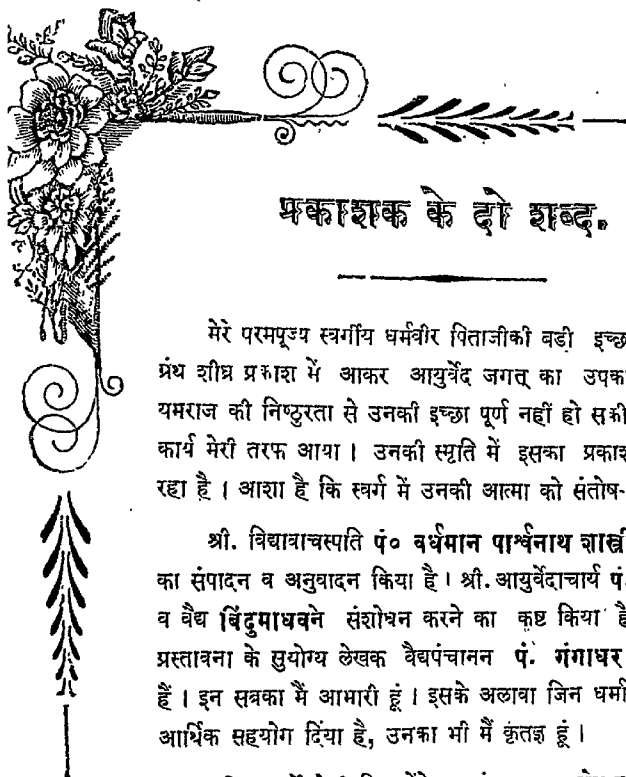 प्रकाशक के दो शब्द.
मेरे परमपूज्य स्वर्गीय धर्मवीर पिताजीकी बडी इच्छ
ग्रंथ शीघ्र प्रकाश में आकर आयुर्वेद जगत् का उपका
यमराज की निष्ठुरता से उनकी इच्छा पूर्ण नहीं हो सकी
कार्य मेरी तरफ आया । उनकी स्मृति में इसका प्रकाश
रहा है । आशा है कि स्वर्ग में उनकी आत्मा को संतोष-
श्री. विद्यावाचस्पति पं० वर्धमान पार्श्वनाथ शास्त्री
का संपादन व अनुवादन किया है । श्री. आयुर्वेदाचार्य पं.
व वैद्य बिंदुमाधवने संशोधन करने का कष्ट किया है
प्रस्तावना के सुयोग्य लेखक वैद्यपंचानन पं. गंगाधर
हैं । इन सबका मैं आभारी हूं । इसके अलावा जिन धर्मा
आर्थिक सहयोग दिया है, उनका भी मैं कृतज्ञ हूं ।